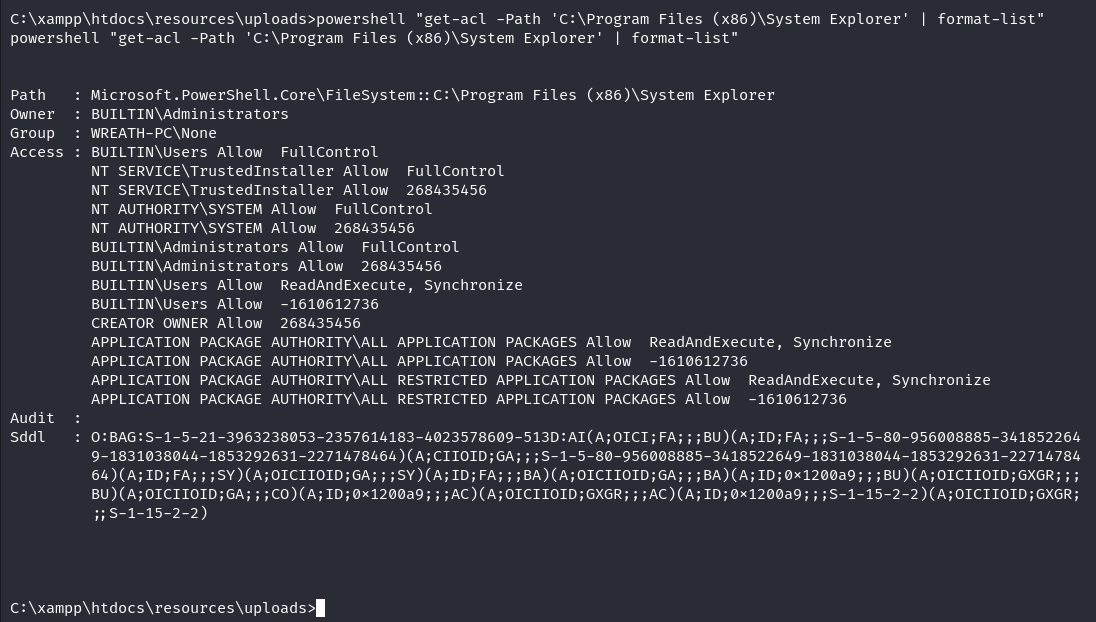 C:\xampp\htdocs\resources\uploads>powershell "get-acl -Path 'C:\Program Files (x86)\System Explorer' | format-list"
powershell "get-acl -Path 'C:\Program Files (x86)\System Explorer' | format-list"
Path   : Microsoft.PowerShell.Core\FileSystem::C:\Program Files (x86)\System Explorer
Owner  : BUILTIN\Administrators
Group  : WREATH-PC\None
Access : BUILTIN\Users Allow  FullControl
         NT SERVICE\TrustedInstaller Allow  FullControl
         NT SERVICE\TrustedInstaller Allow  268435456
         NT AUTHORITY\SYSTEM Allow  FullControl
         NT AUTHORITY\SYSTEM Allow  268435456
         BUILTIN\Administrators Allow  FullControl
         BUILTIN\Administrators Allow  268435456
         BUILTIN\Users Allow  ReadAndExecute, Synchronize
         BUILTIN\Users Allow  -1610612736
         CREATOR OWNER Allow  268435456
         APPLICATION PACKAGE AUTHORITY\ALL APPLICATION PACKAGES Allow  ReadAndExecute, Synchronize
         APPLICATION PACKAGE AUTHORITY\ALL APPLICATION PACKAGES Allow  -1610612736
         APPLICATION PACKAGE AUTHORITY\ALL RESTRICTED APPLICATION PACKAGES Allow  ReadAndExecute, Synchronize
         APPLICATION PACKAGE AUTHORITY\ALL RESTRICTED APPLICATION PACKAGES Allow  -1610612736
Audit  :
Sddl   : O:BAG:S-1-5-21-3963238053-2357614183-4023578609-513D:AI(A;OICI;FA;;;BU)(A;ID;FA;;;S-1-5-80-956008885-341852264
         9-1831038044-1853292631-2271478464)(A;CIIOID;GA;;;S-1-5-80-956008885-3418522649-1831038044-1853292631-22714784
         64)(A;ID;FA;;;SY)(A;OICIIOID;GA;;;SY)(A;ID;FA;;;BA)(A;OICIIOID;GA;;;BA)(A;ID;0×1200a9;;;BU)(A;OICIIOID;GXGR;;;
         BU)(A;OICIIOID;GA;;;CO)(A;ID;0×1200a9;;;AC)(A;OICIIOID;GXGR;;;AC)(A;ID;0×1200a9;;;S-1-15-2-2)(A;OICIIOID;GXGR;
         ;;S-1-15-2-2)
C:\xampp\htdocs\resources\uploads>